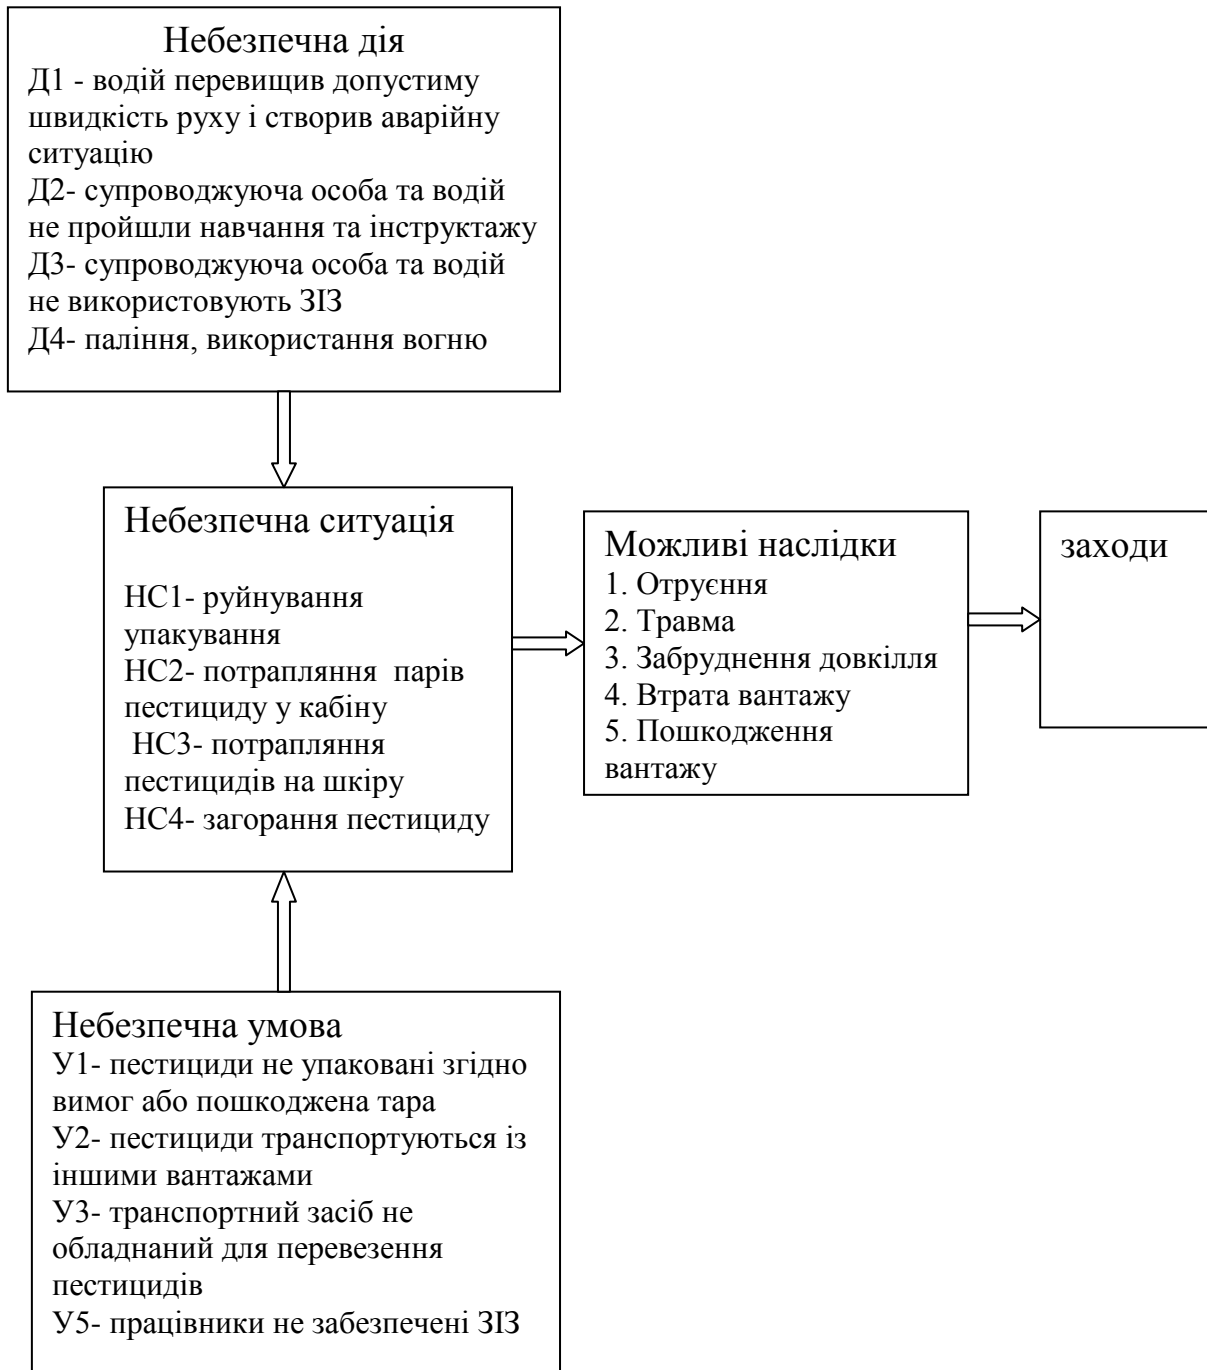 Небезпечна дія
Д1 - водій перевищив допустиму
швидкість руху і створив аварійну
ситуацію
Д2- супроводжуюча особа та водій
не пройшли навчання та інструктажу
Д3- супроводжуюча особа та водій
не використовують ЗІЗ
Д4- паління, використання вогню
Небезпечна ситуація
НС1- руйнування
упакування
НС2- потрапляння парів
пестициду у кабіну
НС3- потрапляння
пестицидів на шкіру
НС4- загорання пестициду
Можливі наслідки
1. Отруєння
2. Травма
3. Забруднення довкілля
4. Втрата вантажу
5. Пошкодження
вантажу
заходи
Небезпечна умова
У1- пестициди не упаковані згідно
вимог або пошкоджена тара
У2- пестициди транспортуються із
іншими вантажами
У3- транспортний засіб не
обладнаний для перевезення
пестицидів
У5- працівники не забезпечені ЗІЗ